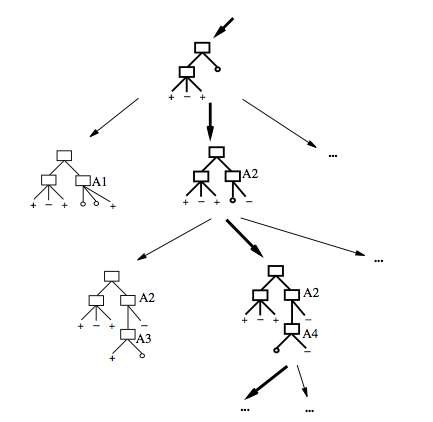 + − +
...
A1
+ − + +
A2
+ − + −
...
A2
+ − + −
A3
+
A2
+ − + −
A4
−
... ...